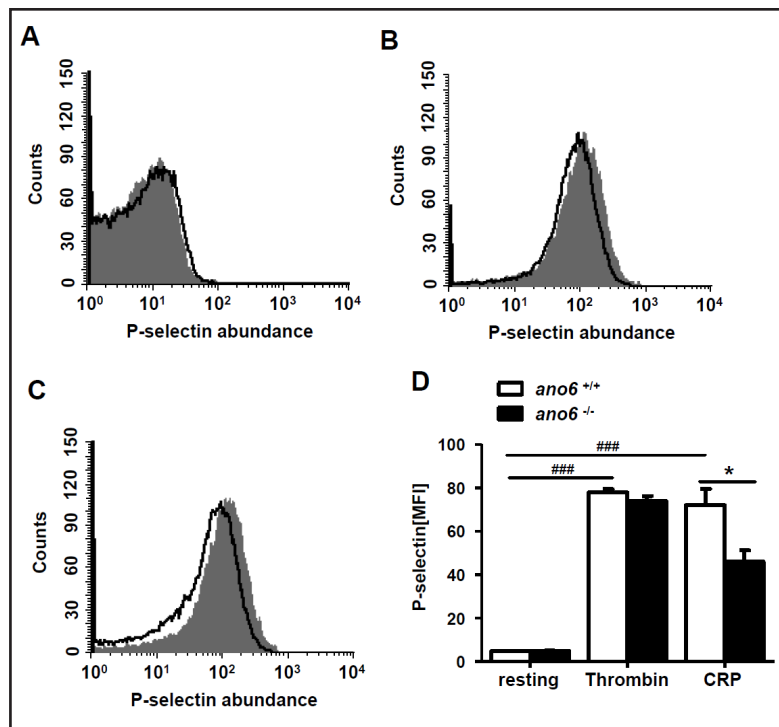 A
Counts
150
120
90
60
30
0
10⁰ 10¹ 10² 10³ 10⁴
P-selectin abundance
B
Counts
150
120
90
60
30
0
10⁰ 10¹ 10² 10³ 10⁴
P-selectin abundance
C
Counts
150
120
90
60
30
0
10⁰ 10¹ 10² 10³ 10⁴
P-selectin abundance
D
ano6 +/+
ano6 -/-
P-selectin[MFI]
100
80
60
40
20
0
###
###
*
resting Thrombin CRP